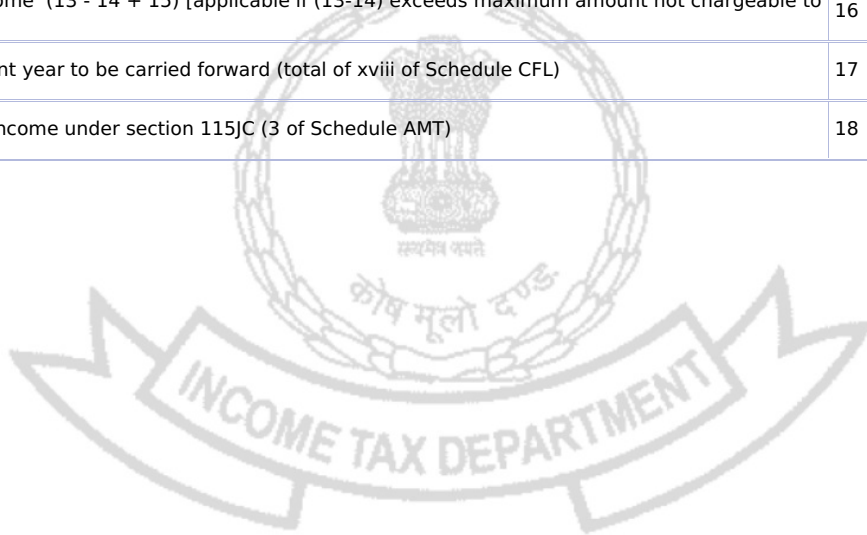 ome (13 - 14 + 15) [applicable if (13-14) exceeds maximum amount not chargeable to
16
nt year to be carried forward (total of xviii of Schedule CFL)
17
ncome under section 115JC (3 of Schedule AMT)
18
सत्यमेव जयते
कोष मूलो दण्ड:
INCOME TAX DEPARTMENT